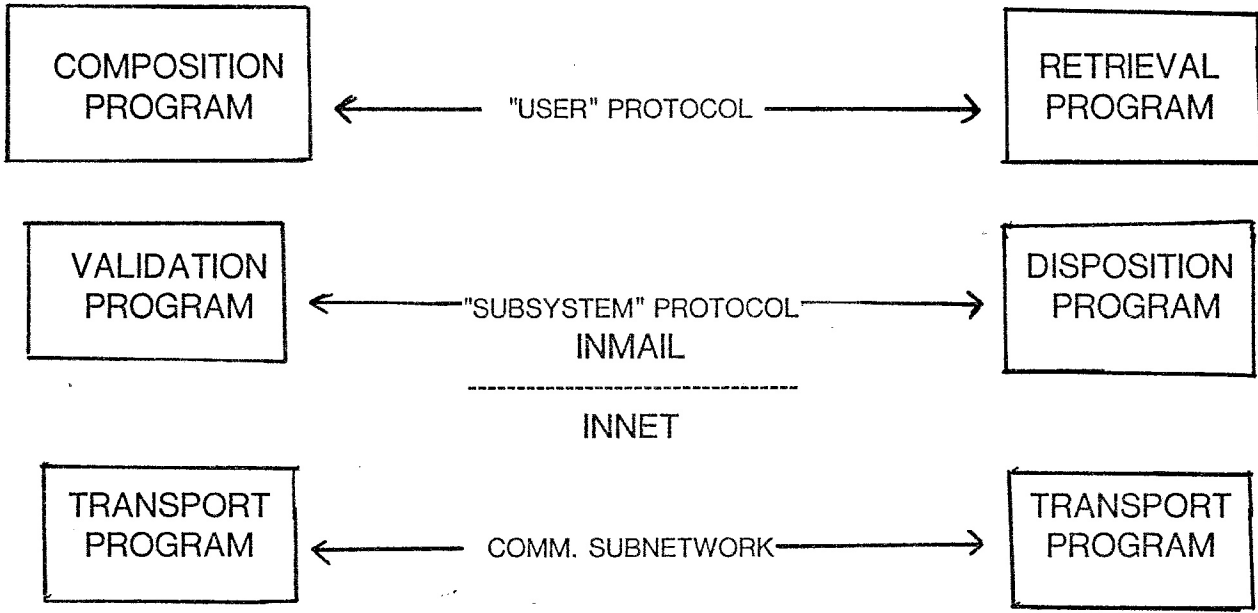 COMPOSITION
PROGRAM
"USER" PROTOCOL
RETRIEVAL
PROGRAM
VALIDATION
PROGRAM
"SUBSYSTEM" PROTOCOL
INMAIL
DISPOSITION
PROGRAM
INNET
TRANSPORT
PROGRAM
COMM. SUBNETWORK
TRANSPORT
PROGRAM